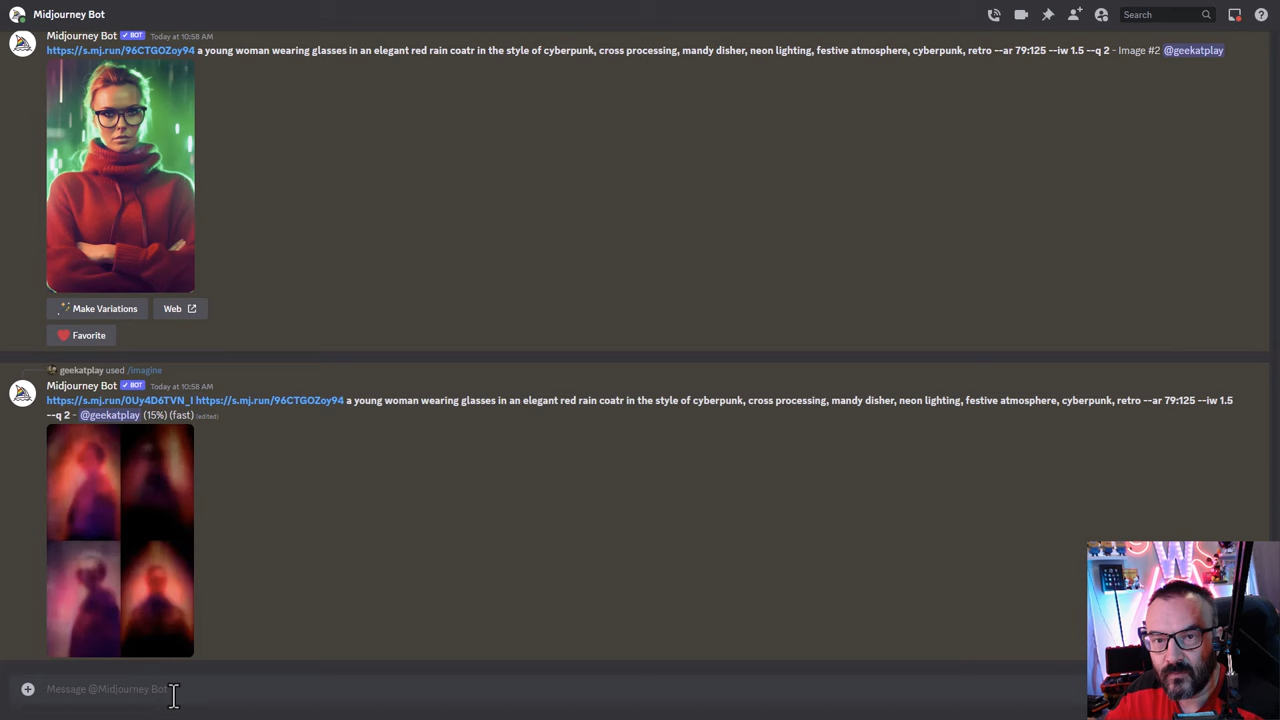 Midjourney Bot
Search
Midjourney Bot ✓ BOT Today at 10:58 AM
https://s.mj.run/96CTGOZoy94 a young woman wearing glasses in an elegant red rain coatr in the style of cyberpunk, cross processing, mandy disher, neon lighting, festive atmosphere, cyberpunk, retro --ar 79:125 --iw 1.5 --q 2 - Image #2 @geekatplay
Make Variations
Web
Favorite
geekatplay used /imagine
Midjourney Bot ✓ BOT Today at 10:58 AM
https://s.mj.run/0Uy4D6TVN_I https://s.mj.run/96CTGOZoy94 a young woman wearing glasses in an elegant red rain coatr in the style of cyberpunk, cross processing, mandy disher, neon lighting, festive atmosphere, cyberpunk, retro --ar 79:125 --iw 1.5
--q 2 - @geekatplay (15%) (fast) (edited)
Message @Midjourney Bot
W